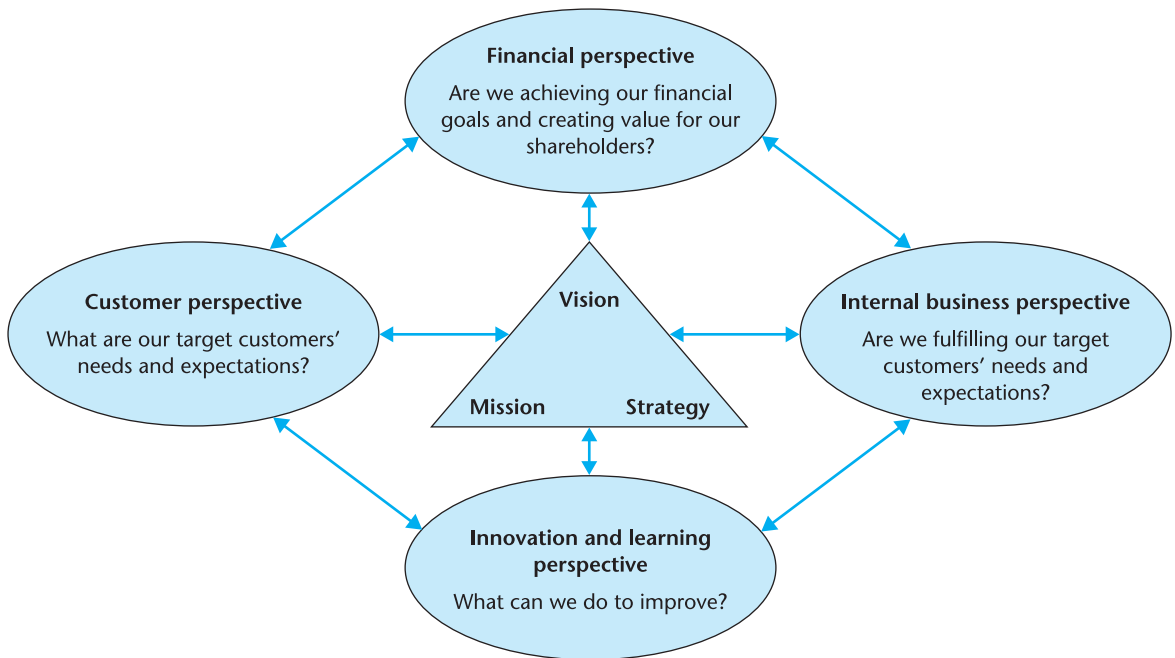 Financial perspective
Are we achieving our financial
goals and creating value for our
shareholders?
Customer perspective
What are our target customers’
needs and expectations?
Vision
Mission
Strategy
Internal business perspective
Are we fulfilling our target
customers’ needs and
expectations?
Innovation and learning
perspective
What can we do to improve?